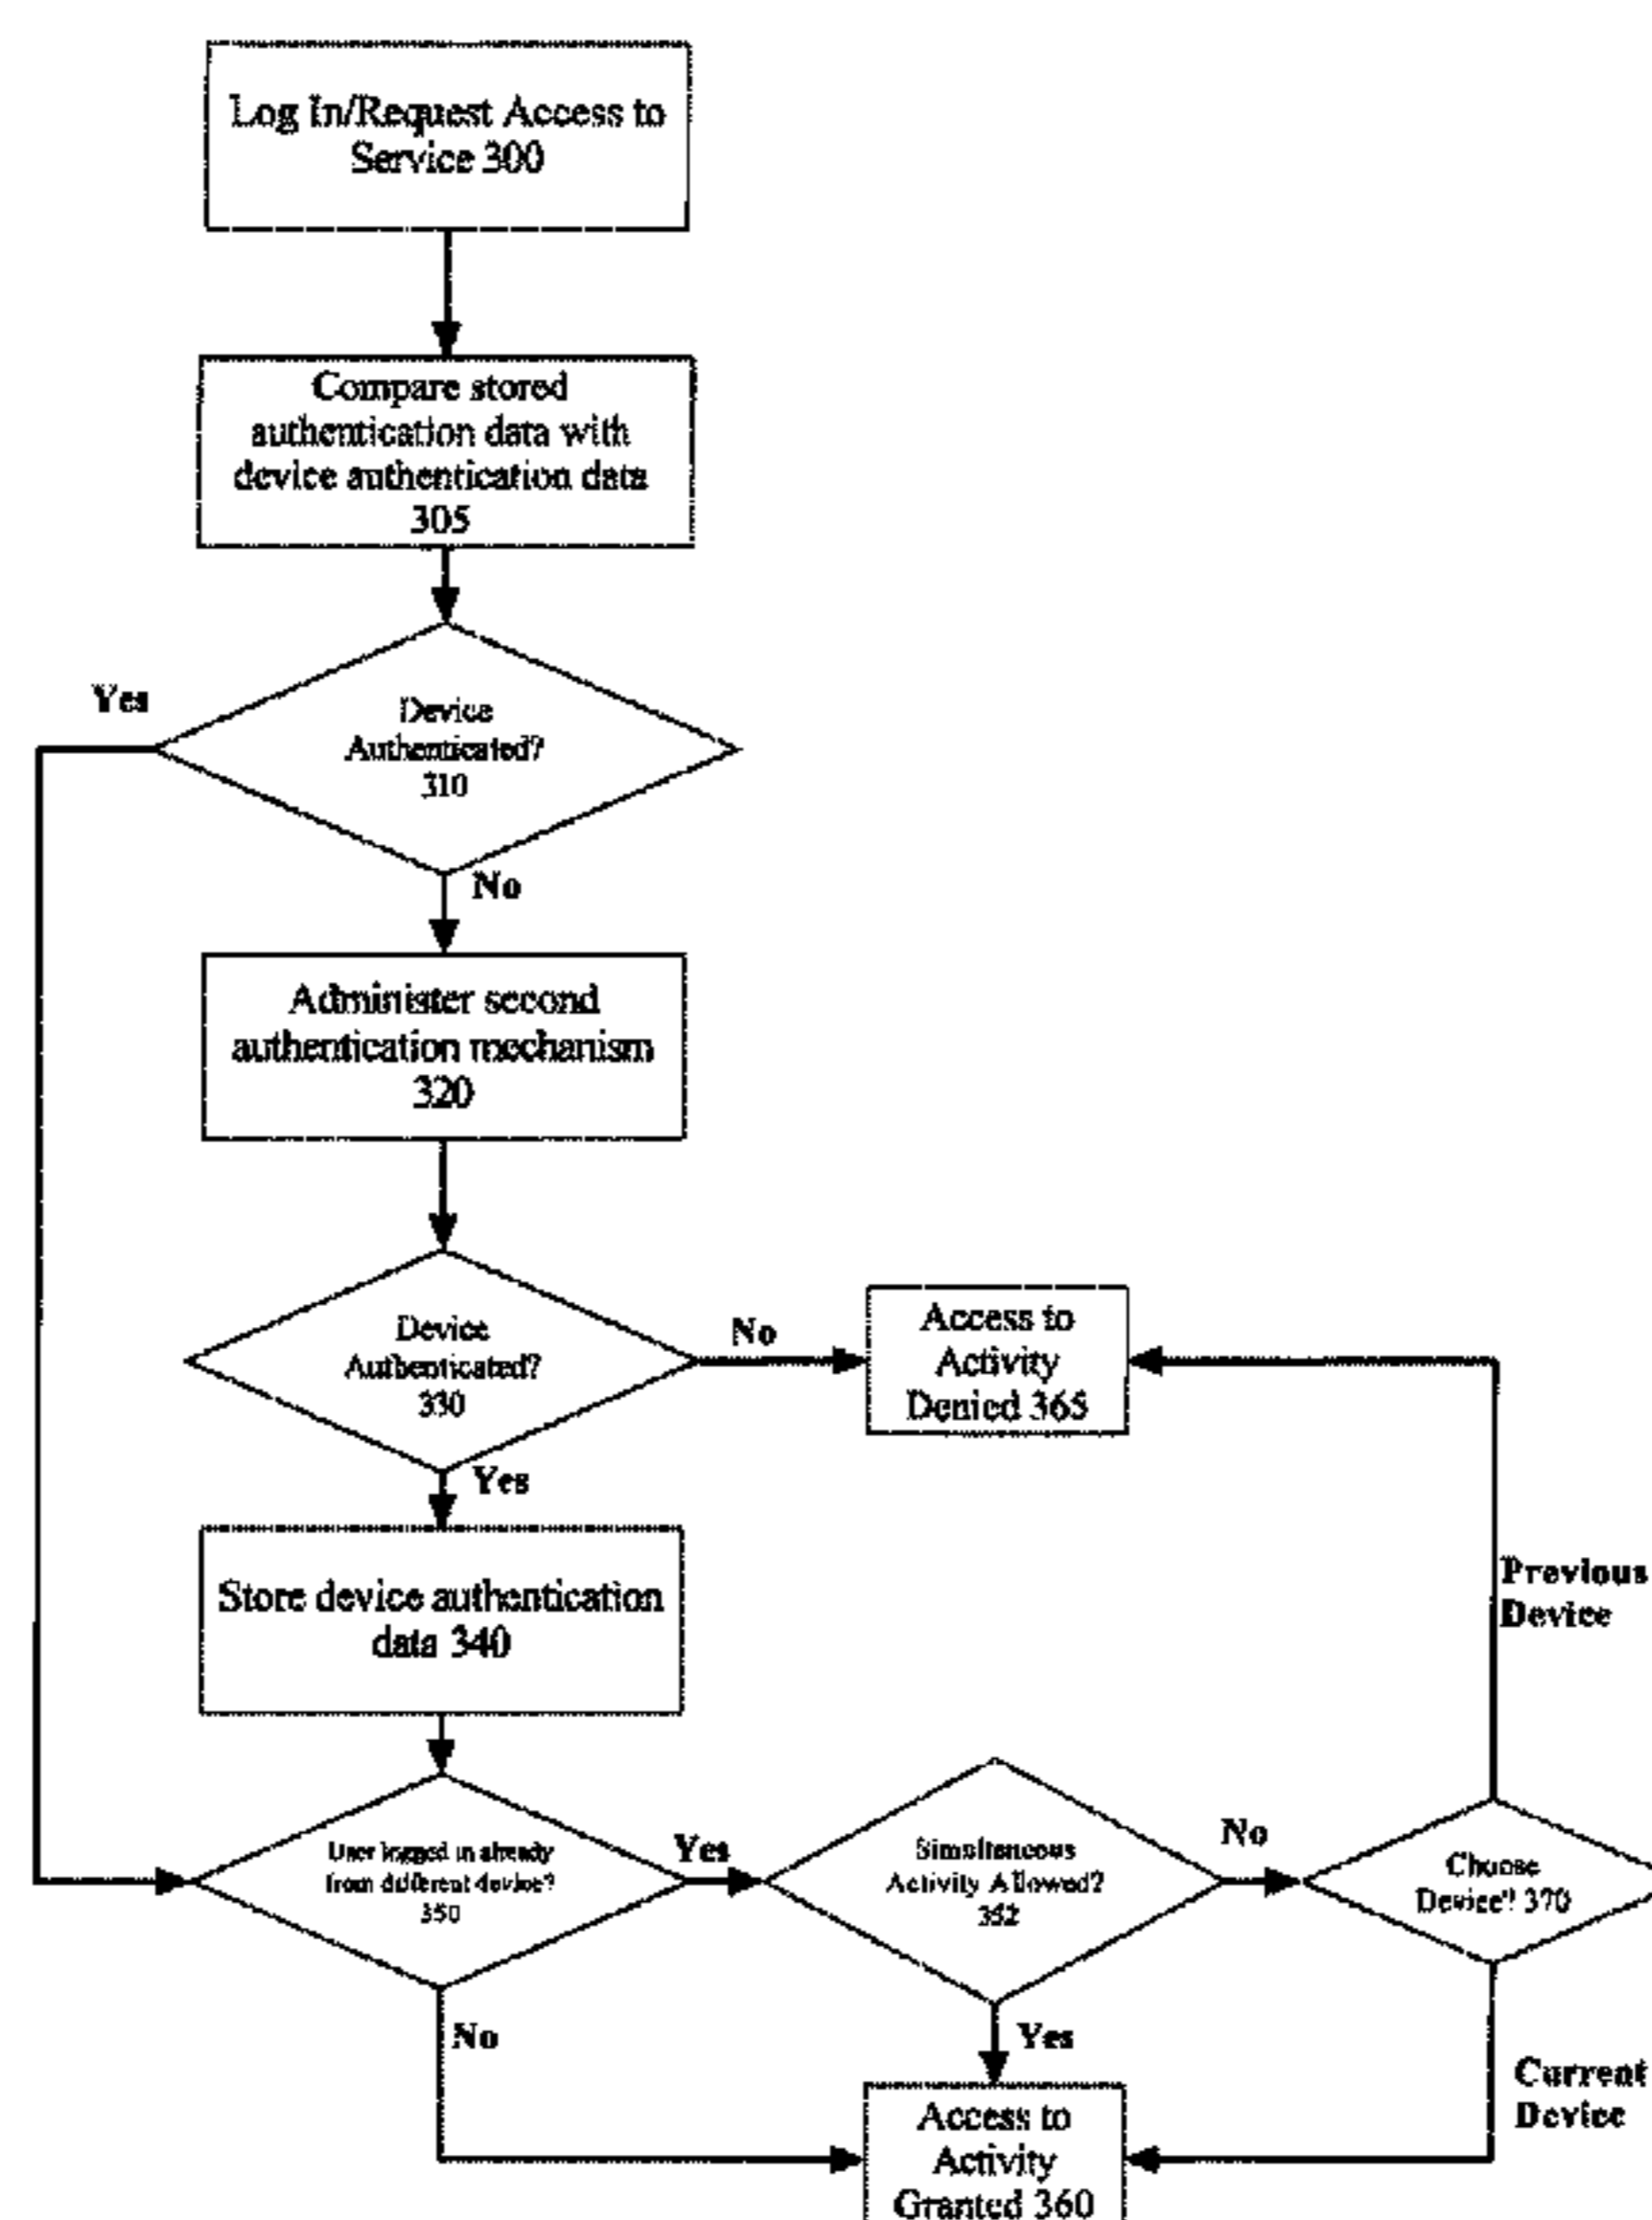 Log In/Request Access to
Service 300
Compare stored
authentication data with
device authentication data
305
Yes
Device
Authenticated?
310
No
Administer second
authentication mechanism
320
Device
Authenticated?
330
No
Access to
Activity
Denied 365
Yes
Previous
Device
Store device authentication
data 340
User logged in already
from different device?
350
Yes
Simultaneous
Activity Allowed?
352
No
Choose
Device? 370
No
Yes
Current
Device
Access to
Activity
Granted 360